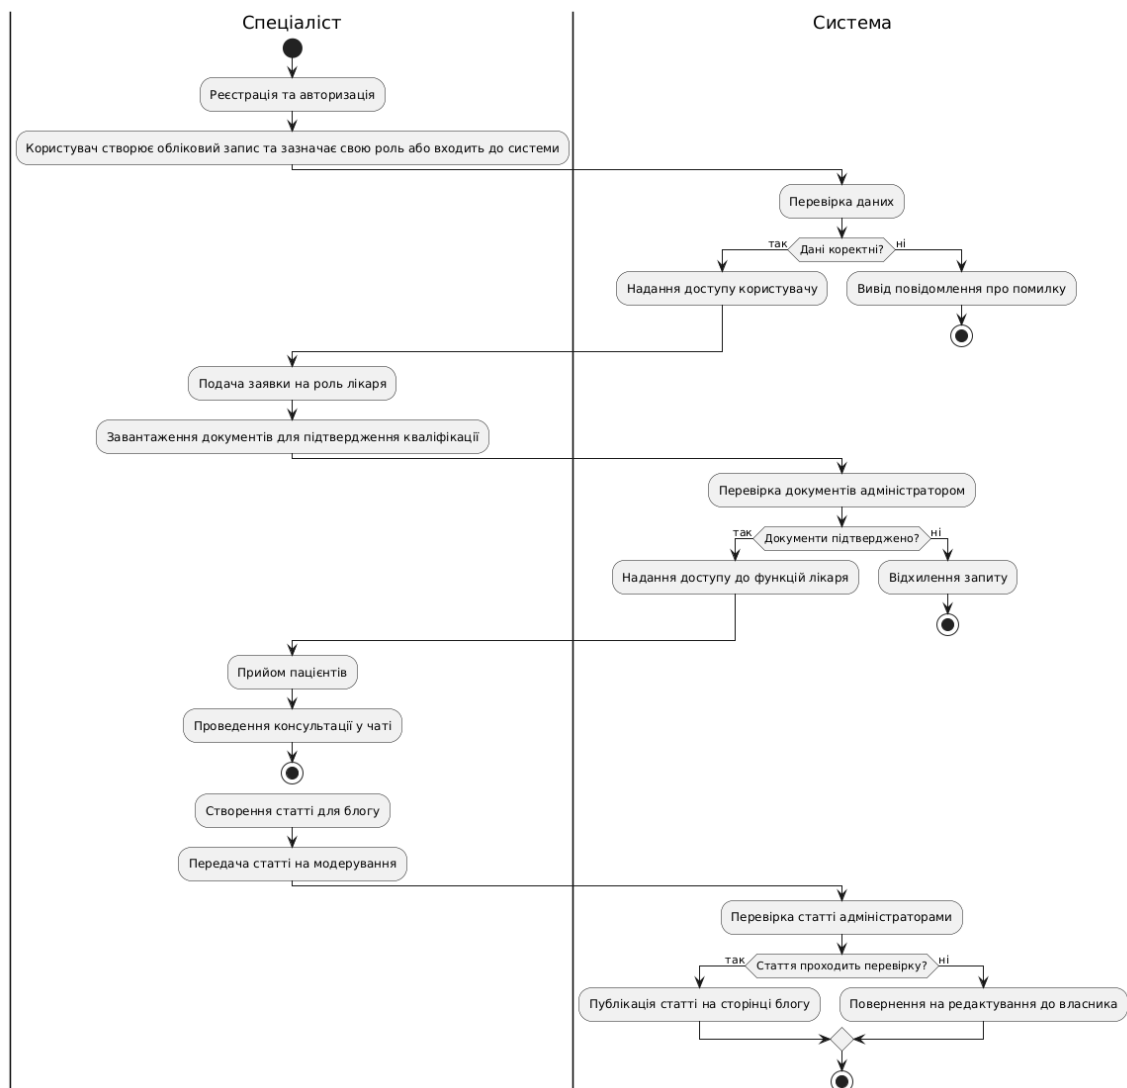 Спеціаліст
Система
Реєстрація та авторизація
Користувач створює обліковий запис та зазначає свою роль або входить до системи
Перевірка даних
так
Дані коректні?
ні
Надання доступу користувачу
Вивід повідомлення про помилку
Подача заявки на роль лікаря
Завантаження документів для підтвердження кваліфікації
Перевірка документів адміністратором
так
Документи підтверджено?
ні
Надання доступу до функцій лікаря
Відхилення запиту
Прийом пацієнтів
Проведення консультації у чаті
Створення статті для блогу
Передача статті на модерування
Перевірка статті адміністраторами
так
Стаття проходить перевірку?
ні
Публікація статті на сторінці блогу
Повернення на редактування до власника